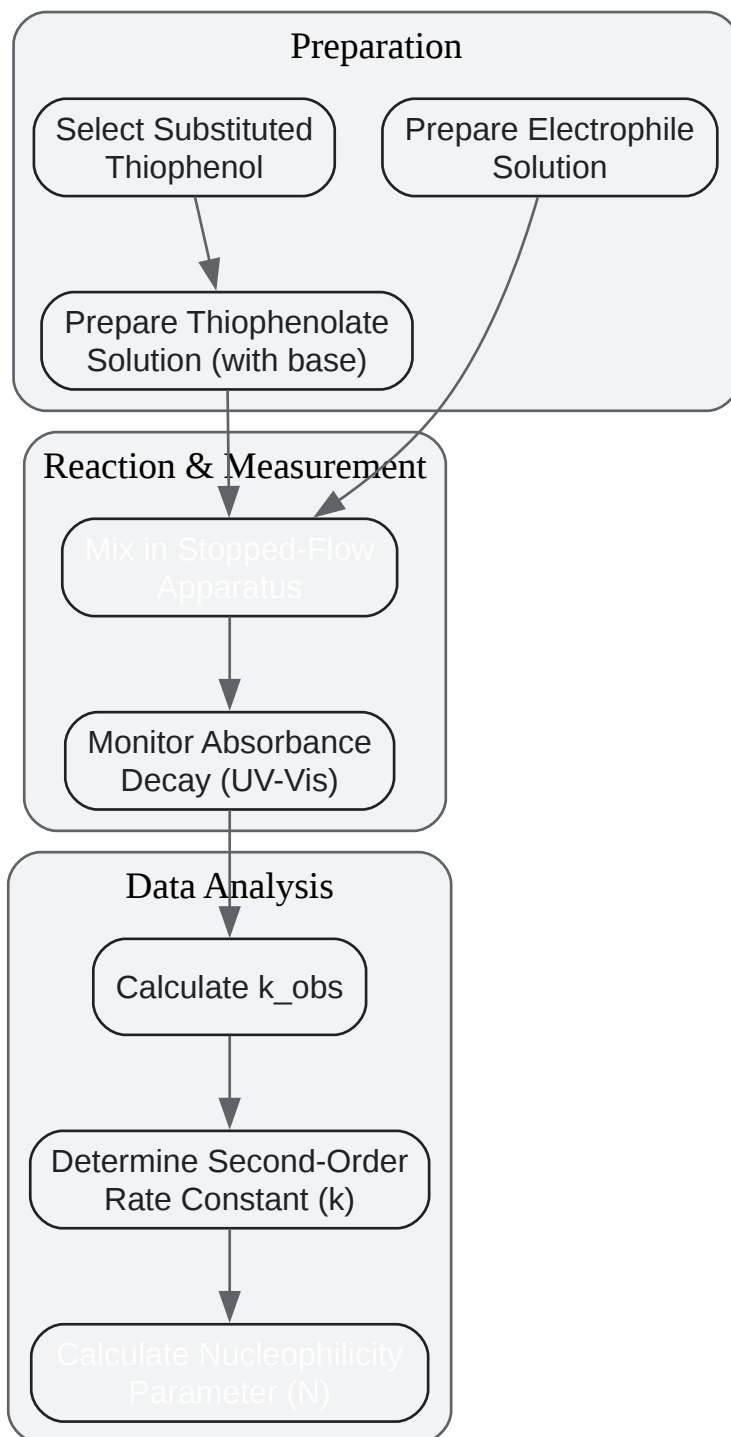 Preparation
Select Substituted
Thiophenol
Prepare Electrophile
Solution
Prepare Thiophenolate
Solution (with base)
Reaction & Measurement
Mix in Stopped-Flow
Apparatus
Monitor Absorbance
Decay (UV-Vis)
Data Analysis
Calculate k_obs
Determine Second-Order
Rate Constant (k)
Calculate Nucleophilicity
Parameter (N)